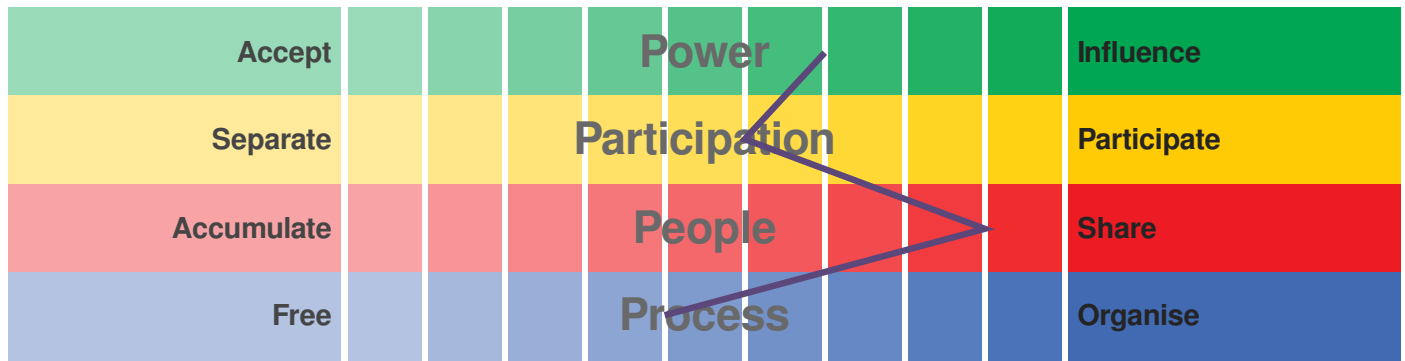 Accept Power Influence
Separate Participation Participate
Accumulate People Share
Free Process Organise